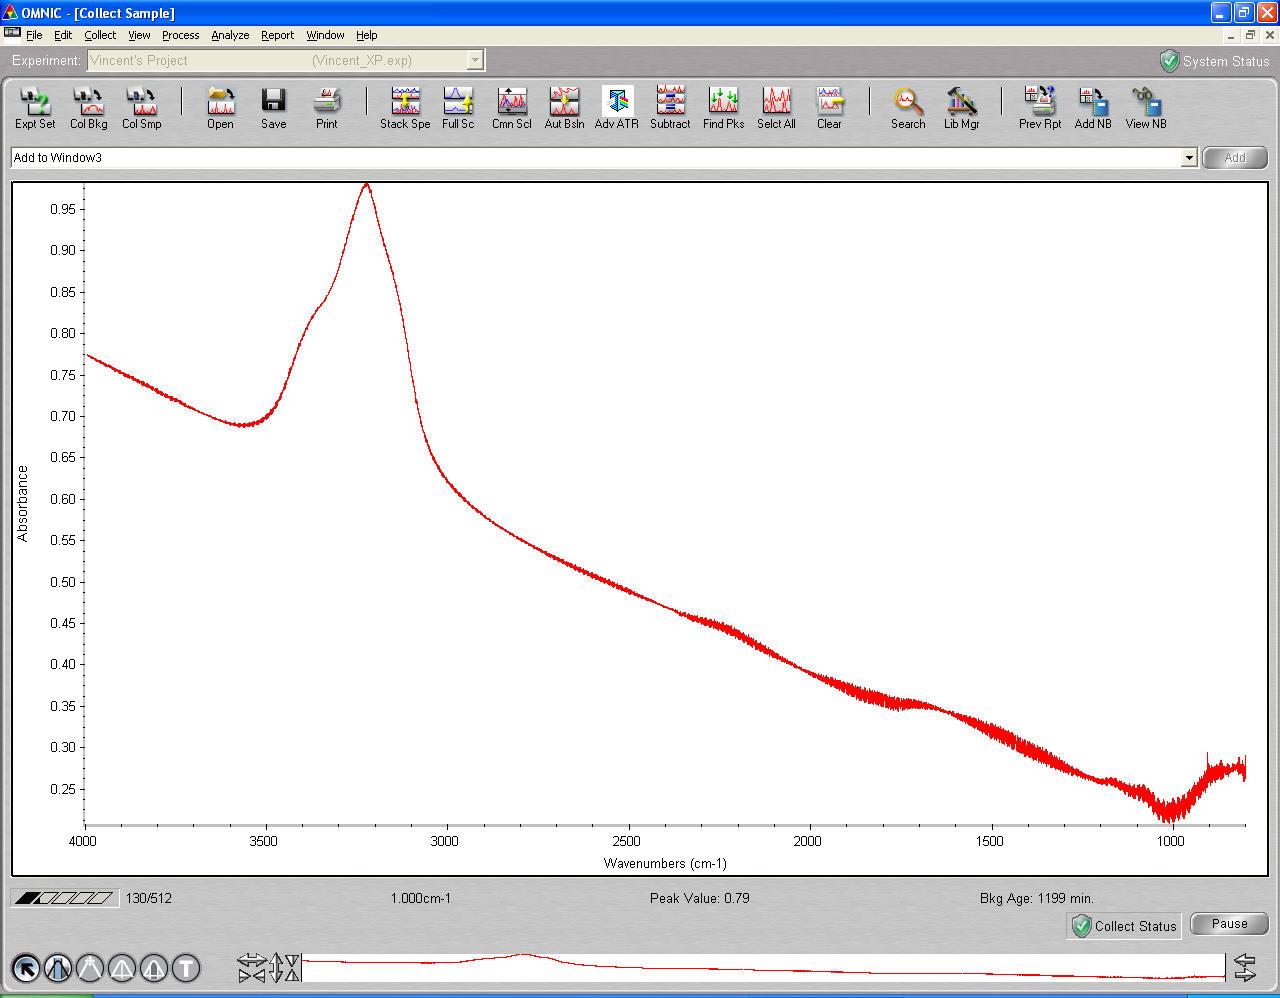 OMNIC - [Collect Sample]
File Edit Collect View Process Analyze Report Window Help
Experiment: Vincent's Project (Vincent_XP.exp) System Status
Expt Set Col Bkg Col Smp Open Save Print Stack Spe Full Sc Cmn Scl Aut Bsln Adv ATR Subtract Find Pks Selct All Clear Search Lib Mgr Prev Rpt Add NB View NB
Add to Window3 Add
0.95
0.90
0.85
0.80
0.75
0.70
0.65
0.60
0.55
0.50
0.45
0.40
0.35
0.30
0.25
Absorbance
4000 3500 3000 2500 2000 1500 1000
Wavenumbers (cm-1)
130/512 1.000cm-1 Peak Value: 0.79 Bkg Age: 1199 min.
Collect Status Pause
T